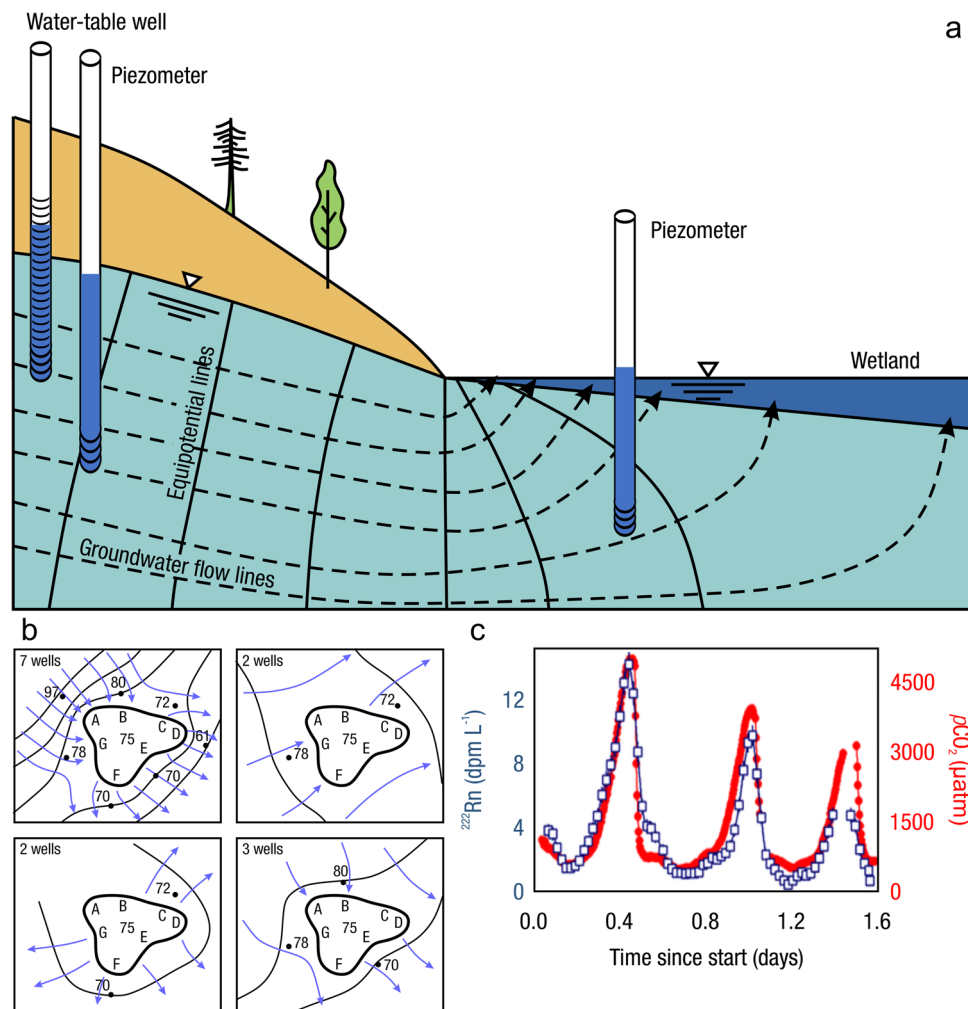 a
Water-table well
Piezometer
Piezometer
Wetland
Equipotential lines
Groundwater flow lines
b
7 wells
97
80
72
A
B
C
D
G
75
E
61
78
F
70
70
2 wells
72
A
B
C
D
G
75
E
78
F
2 wells
72
A
B
C
D
G
75
E
F
70
3 wells
80
A
B
C
D
G
75
E
78
F
70
c
²²²Rn (dpm L⁻¹)
12
8
4
0
4500
3000
1500
0
pCO₂ (µatm)
0.0
0.4
0.8
1.2
1.6
Time since start (days)